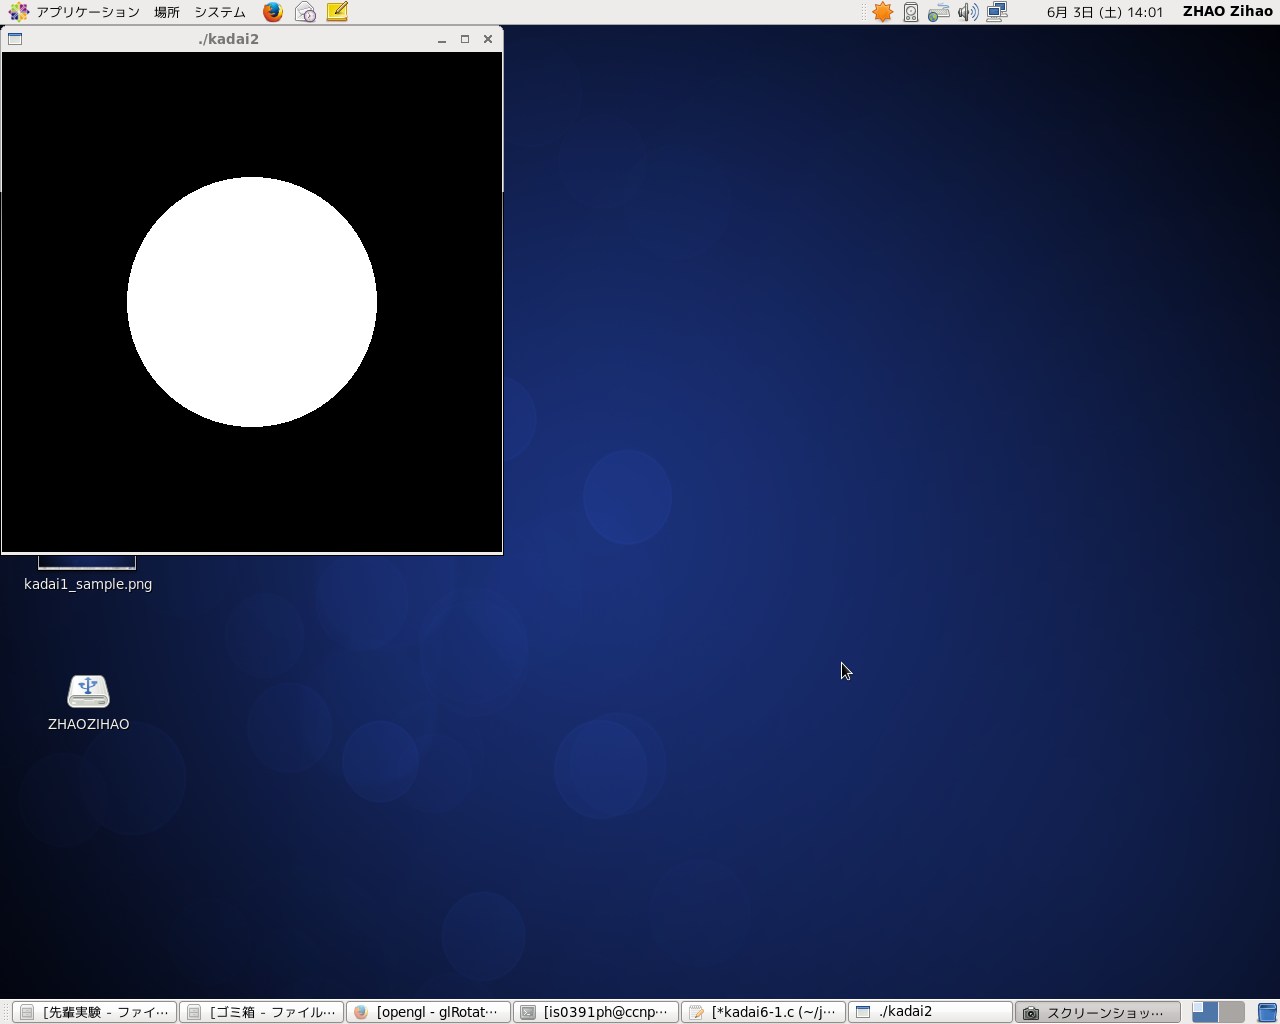 アプリケーション 場所 システム 6月 3日 (土) 14:01 ZHAO Zihao
./kadai2
kadai1_sample.png
ZHAOZIHAO
[先輩実験 - ファイ… [ゴミ箱 - ファイル… [opengl - glRotat… [is0391ph@ccnp… [*kadai6-1.c (~/j… ./kadai2 スクリーンショッ…